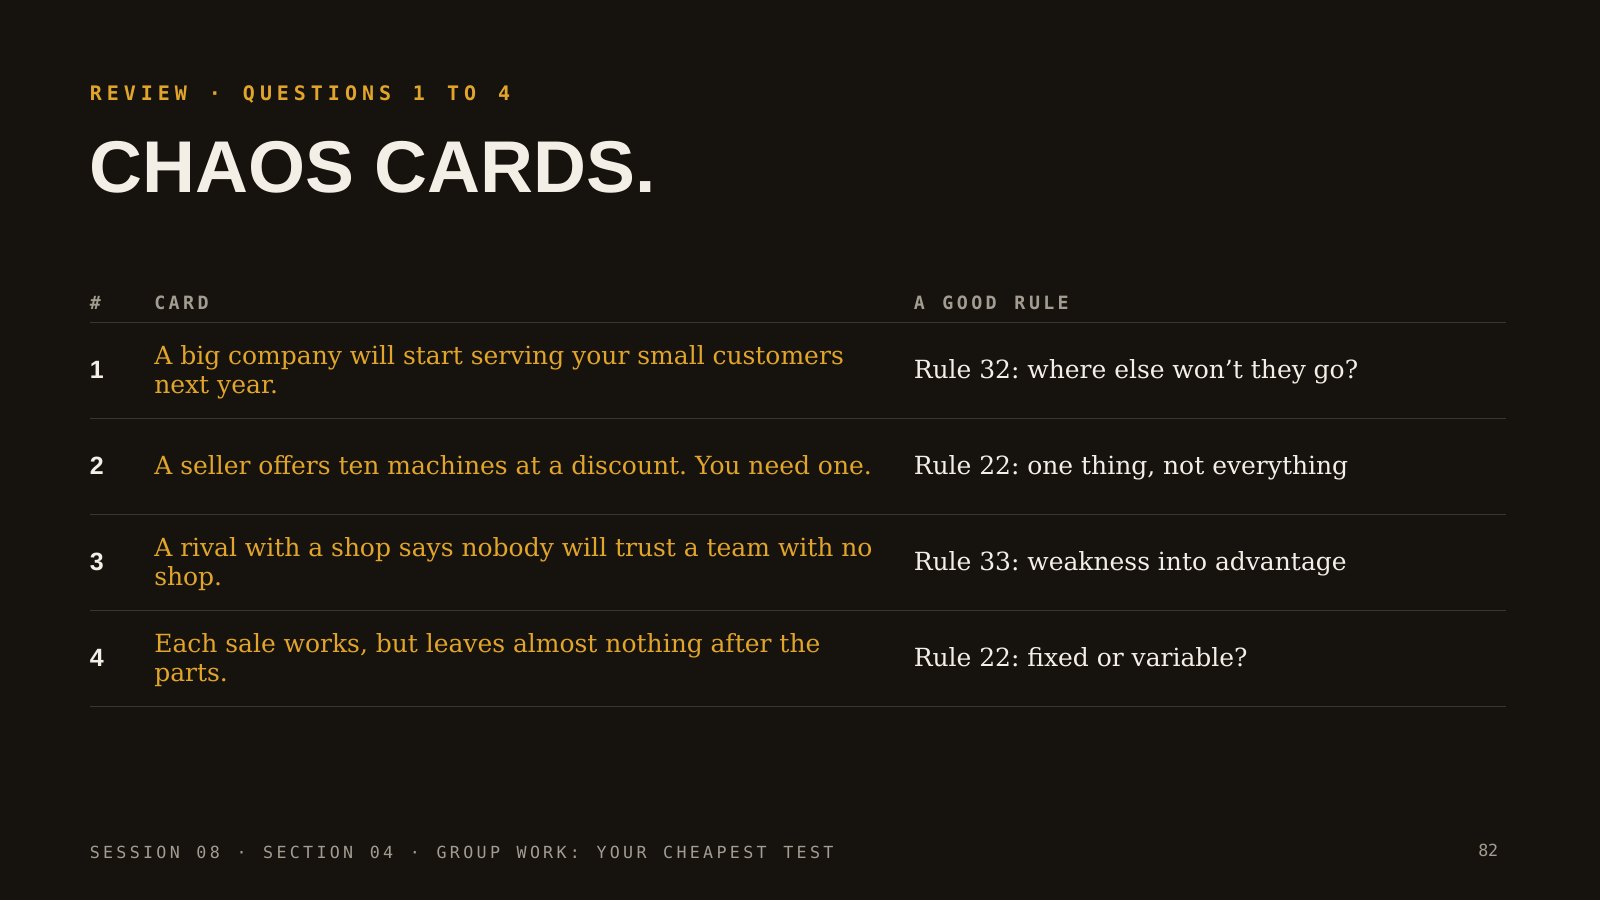 REVIEW · QUESTIONS 1 TO 4
CHAOS CARDS.
# CARD A GOOD RULE
1 A big company will start serving your small customers next year. Rule 32: where else won’t they go?
2 A seller offers ten machines at a discount. You need one. Rule 22: one thing, not everything
3 A rival with a shop says nobody will trust a team with no shop. Rule 33: weakness into advantage
4 Each sale works, but leaves almost nothing after the parts. Rule 22: fixed or variable?
SESSION 08 · SECTION 04 · GROUP WORK: YOUR CHEAPEST TEST 82